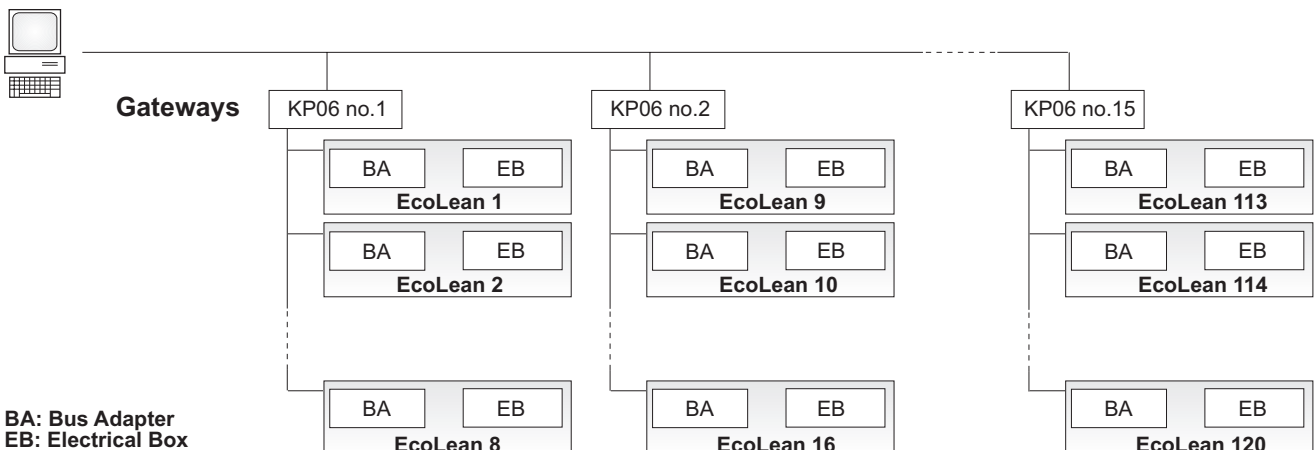 Gateways
KP06 no.1
KP06 no.2
KP06 no.15
BA EB
EcoLean 1
BA EB
EcoLean 9
BA EB
EcoLean 113
BA EB
EcoLean 2
BA EB
EcoLean 10
BA EB
EcoLean 114
BA EB
EcoLean 8
BA EB
EcoLean 16
BA EB
EcoLean 120
BA: Bus Adapter
EB: Electrical Box